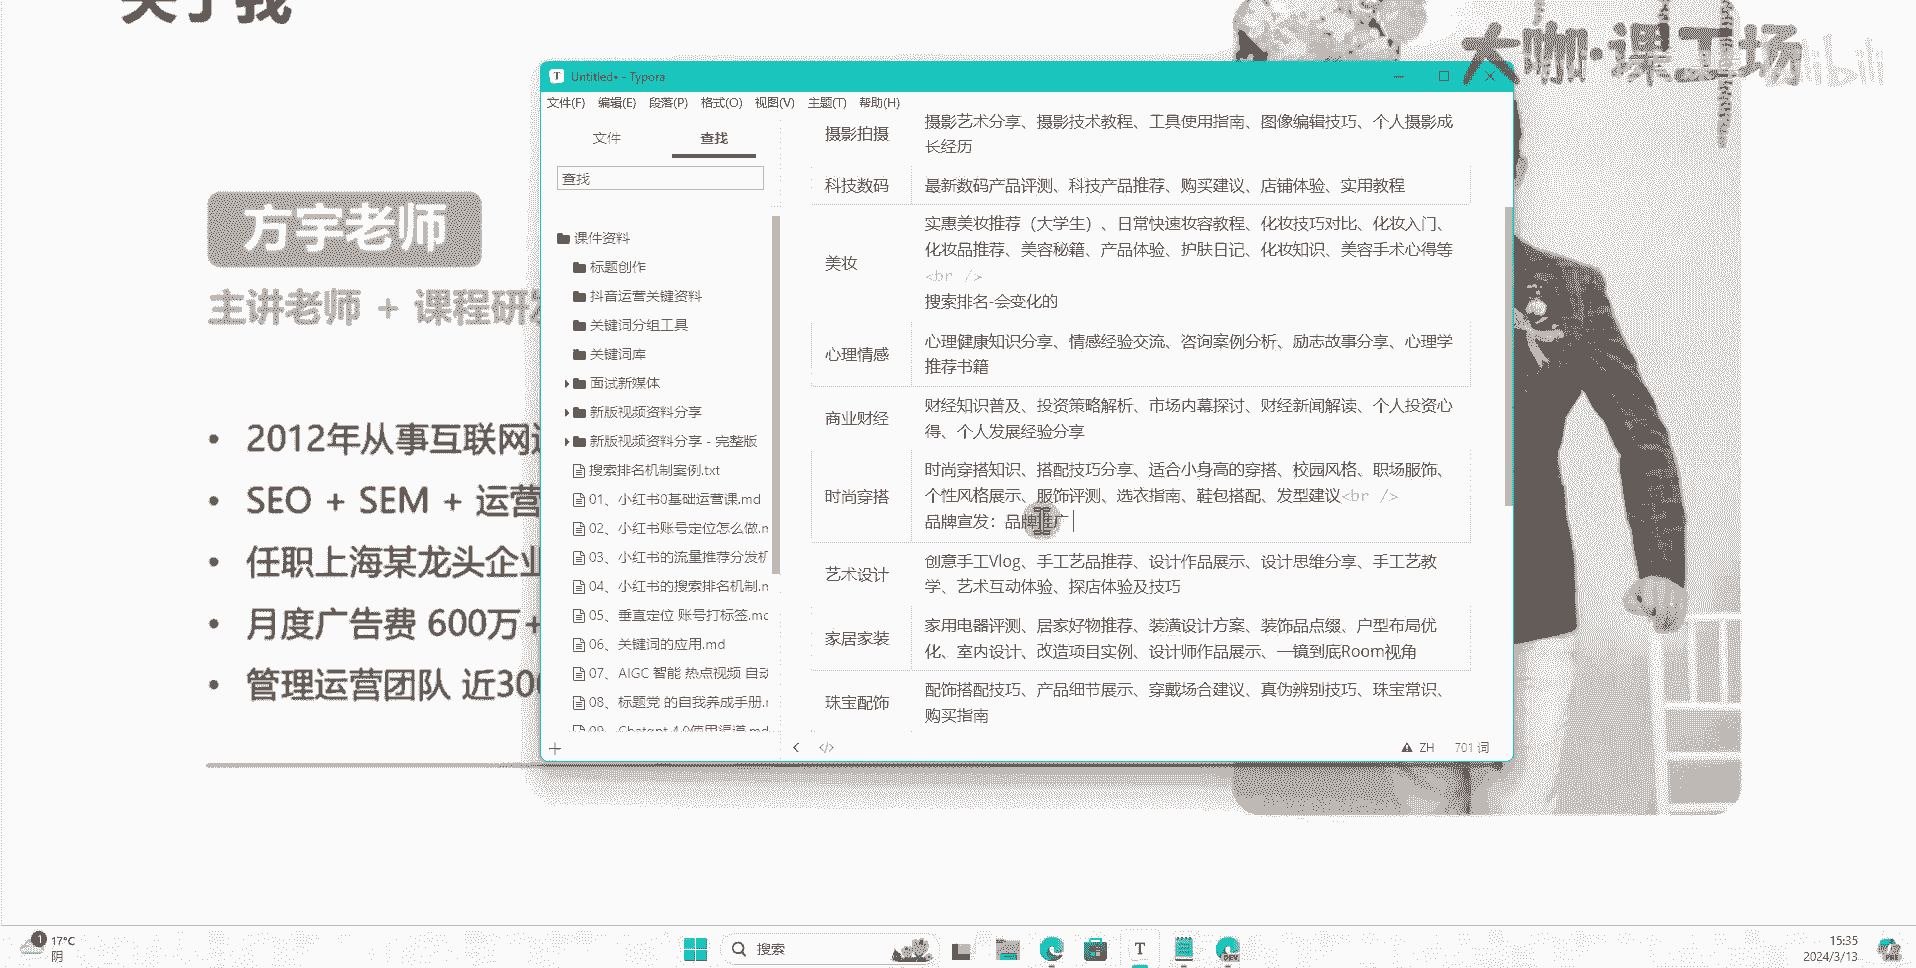 关于我
大咖·课工场
bilibili
方宇老师
主讲老师 + 课程研发
2012年从事互联网运
SEO + SEM + 运营
任职上海某龙头企业
月度广告费 600万+
管理运营团队 近300
Untitled• - Typora
文件(F) 编辑(E) 段落(P) 格式(O) 视图(V) 主题(T) 帮助(H)
文件 查找
查找
课件资料
标题创作
抖音运营关键资料
关键词分组工具
关键词库
面试新媒体
新版视频资料分享
新版视频资料分享 - 完整版
搜索排名机制案例.txt
01、小红书0基础运营课.md
02、小红书账号定位怎么做.m
03、小红书的流量推荐分发机
04、小红书的搜索排名机制.m
05、垂直定位 账号打标签.md
06、关键词的应用.md
07、AIGC 智能 热点视频 自动
08、标题党 的自我养成手册.m
09、Chatgpt 4.0使用渠道.md
摄影拍摄
摄影艺术分享、摄影技术教程、工具使用指南、图像编辑技巧、个人摄影成
长经历
科技数码
最新数码产品评测、科技产品推荐、购买建议、店铺体验、实用教程
美妆
实惠美妆推荐（大学生）、日常快速妆容教程、化妆技巧对比、化妆入门、
化妆品推荐、美容秘籍、产品体验、护肤日记、化妆知识、美容手术心得等
<br />
搜索排名-会变化的
心理情感
心理健康知识分享、情感经验交流、咨询案例分析、励志故事分享、心理学
推荐书籍
商业财经
财经知识普及、投资策略解析、市场内幕探讨、财经新闻解读、个人投资心
得、个人发展经验分享
时尚穿搭
时尚穿搭知识、搭配技巧分享、适合小身高的穿搭、校园风格、职场服饰、
个性风格展示、服饰评测、选衣指南、鞋包搭配、发型建议<br />
品牌宣发：品牌推广
艺术设计
创意手工Vlog、手工艺品推荐、设计作品展示、设计思维分享、手工艺教
学、艺术互动体验、探店体验及技巧
家居家装
家用电器评测、居家好物推荐、装潢设计方案、装饰品点缀、户型布局优
化、室内设计、改造项目实例、设计师作品展示、一镜到底Room视角
珠宝配饰
配饰搭配技巧、产品细节展示、穿戴场合建议、真伪辨别技巧、珠宝常识、
购买指南
ZH 701 词
1 17°C
阴
搜索
15:35
2024/3/13